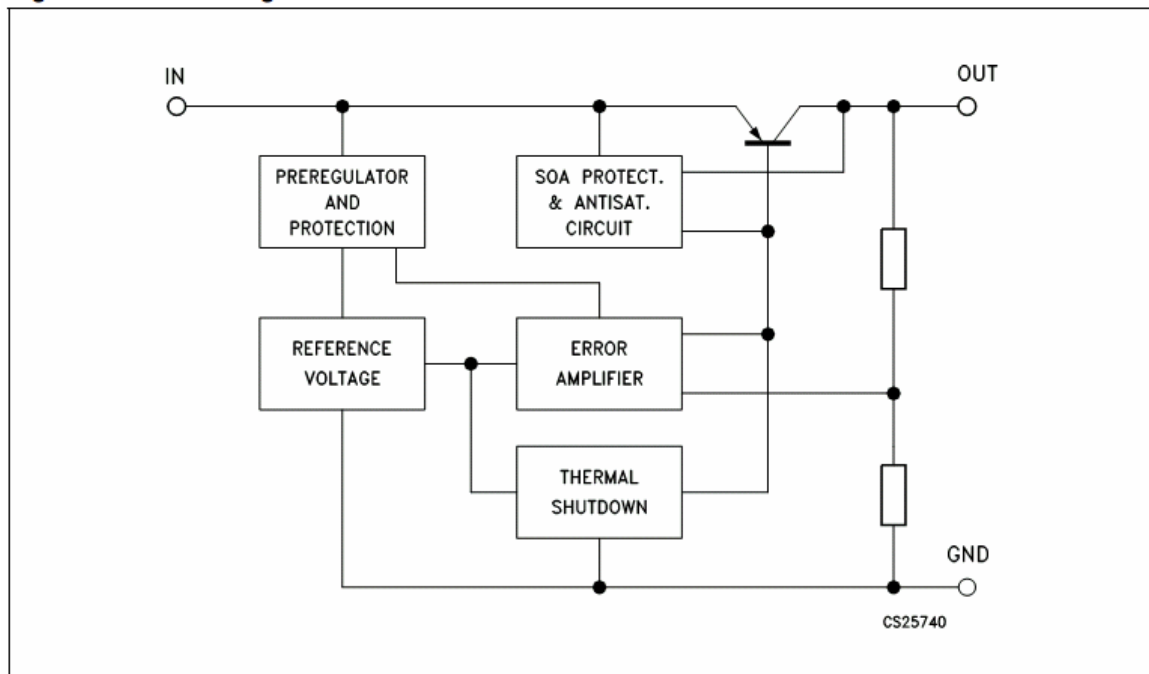 IN
OUT
PREREGULATOR
AND
PROTECTION
SOA PROTECT.
& ANTISAT.
CIRCUIT
REFERENCE
VOLTAGE
ERROR
AMPLIFIER
THERMAL
SHUTDOWN
GND
CS25740